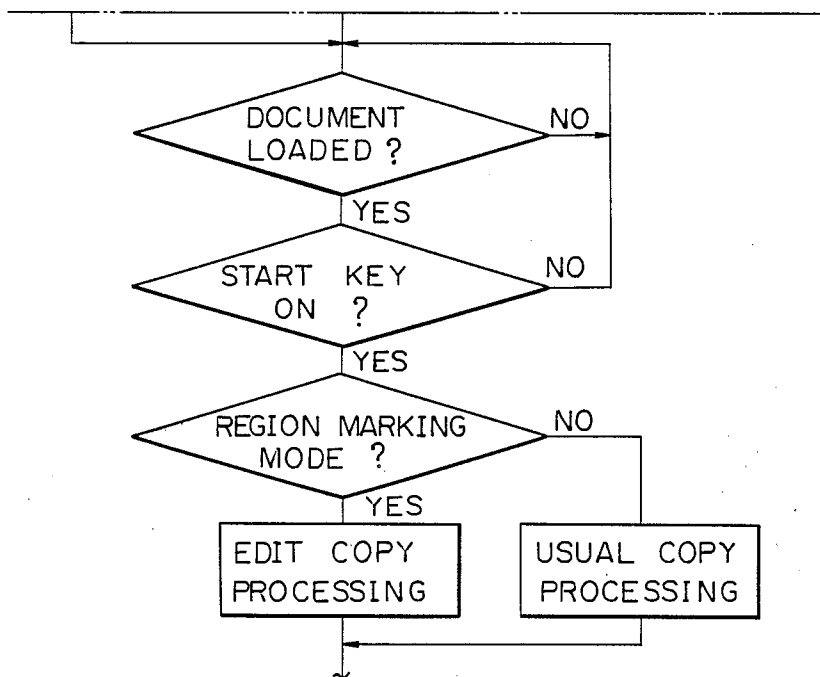 DOCUMENT
LOADED ?
NO
YES
START KEY
ON ?
NO
YES
REGION MARKING
MODE ?
NO
YES
EDIT COPY
PROCESSING
USUAL COPY
PROCESSING